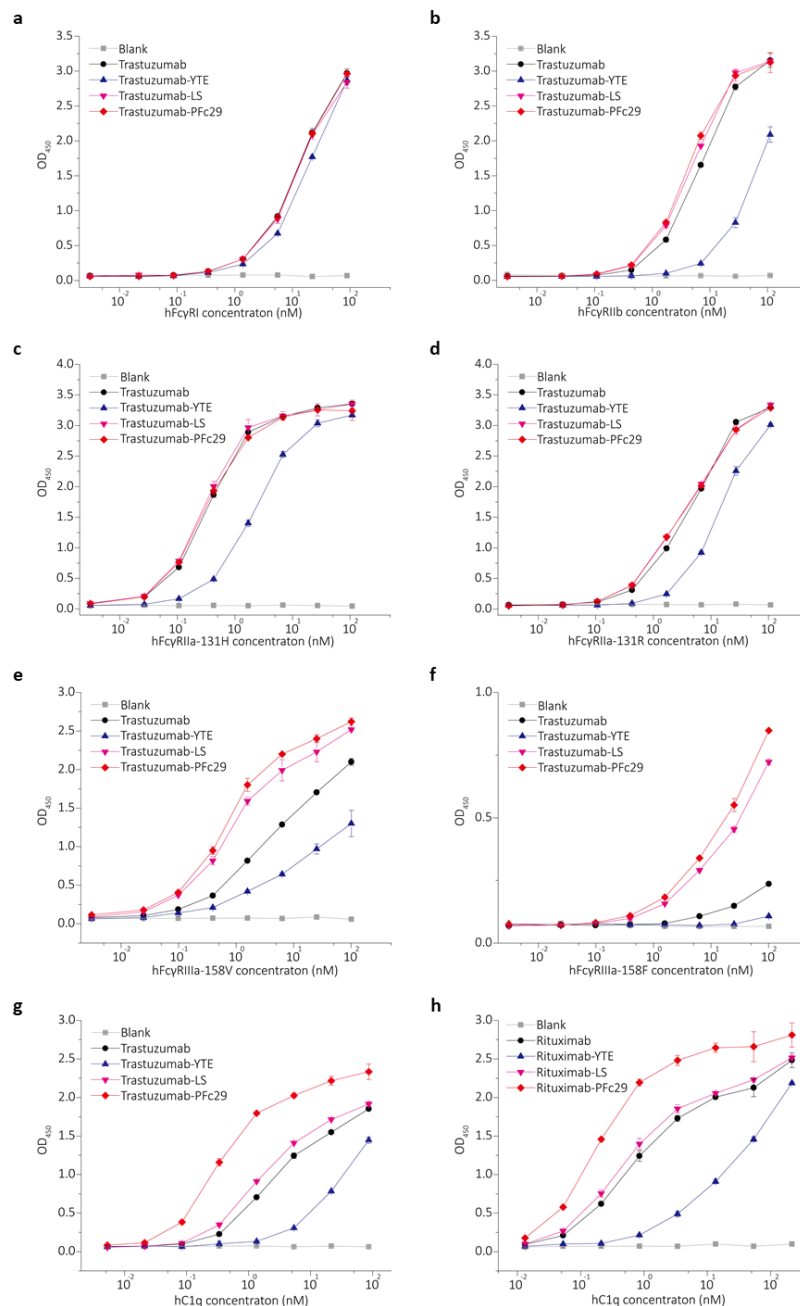 a
3.5
3.0
2.5
2.0
1.5
1.0
0.5
0.0
OD450
Blank
Trastuzumab
Trastuzumab-YTE
Trastuzumab-LS
Trastuzumab-PFc29
10-2 10-1 100 101 102
hFcγRI concentraton (nM)
b
3.5
3.0
2.5
2.0
1.5
1.0
0.5
0.0
OD450
Blank
Trastuzumab
Trastuzumab-YTE
Trastuzumab-LS
Trastuzumab-PFc29
10-2 10-1 100 101 102
hFcγRIIb concentraton (nM)
c
4.0
3.5
3.0
2.5
2.0
1.5
1.0
0.5
0.0
OD450
Blank
Trastuzumab
Trastuzumab-YTE
Trastuzumab-LS
Trastuzumab-PFc29
10-2 10-1 100 101 102
hFcγRIIa-131H concentraton (nM)
d
4.0
3.5
3.0
2.5
2.0
1.5
1.0
0.5
0.0
OD450
Blank
Trastuzumab
Trastuzumab-YTE
Trastuzumab-LS
Trastuzumab-PFc29
10-2 10-1 100 101 102
hFcγRIIa-131R concentraton (nM)
e
3.0
2.5
2.0
1.5
1.0
0.5
0.0
OD450
Blank
Trastuzumab
Trastuzumab-YTE
Trastuzumab-LS
Trastuzumab-PFc29
10-2 10-1 100 101 102
hFcγRIIIa-158V concentraton (nM)
f
1.0
0.5
0.0
OD450
Blank
Trastuzumab
Trastuzumab-YTE
Trastuzumab-LS
Trastuzumab-PFc29
10-2 10-1 100 101 102
hFcγRIIIa-158F concentraton (nM)
g
3.0
2.5
2.0
1.5
1.0
0.5
0.0
OD450
Blank
Trastuzumab
Trastuzumab-YTE
Trastuzumab-LS
Trastuzumab-PFc29
10-2 10-1 100 101 102
hC1q concentraton (nM)
h
3.0
2.5
2.0
1.5
1.0
0.5
0.0
OD450
Blank
Rituximab
Rituximab-YTE
Rituximab-LS
Rituximab-PFc29
10-2 10-1 100 101 102
hC1q concentraton (nM)